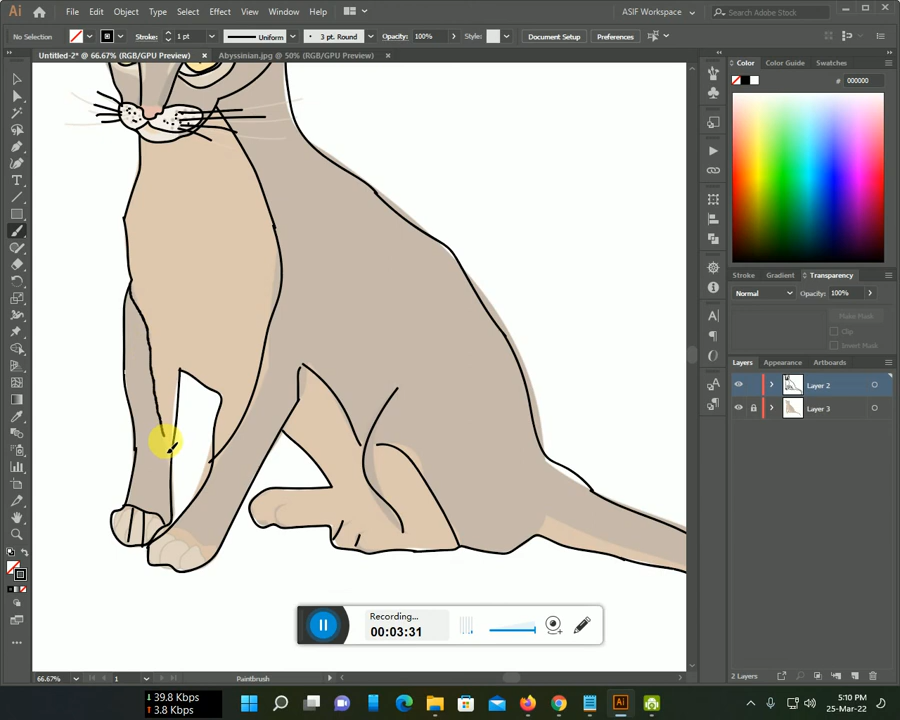 Ai File Edit Object Type Select Effect View Window Help ASIF Workspace Search Adobe Stock
No Selection Stroke: 1 pt Uniform 3 pt. Round Opacity: 100% Style: Document Setup Preferences
Untitled-2* @ 66.67% (RGB/GPU Preview) × Abyssinian.jpg @ 50% (RGB/GPU Preview) ×
Color Color Guide Swatches
# 000000
Stroke Gradient Transparency
Normal Opacity: 100%
Make Mask
Clip
Invert Mask
Layers Appearance Artboards
Layer 2
Layer 3
Recording...
00:03:31
66.67% 1 Paintbrush 2 Layers
39.8 Kbps
3.8 Kbps
5:10 PM
25-Mar-22